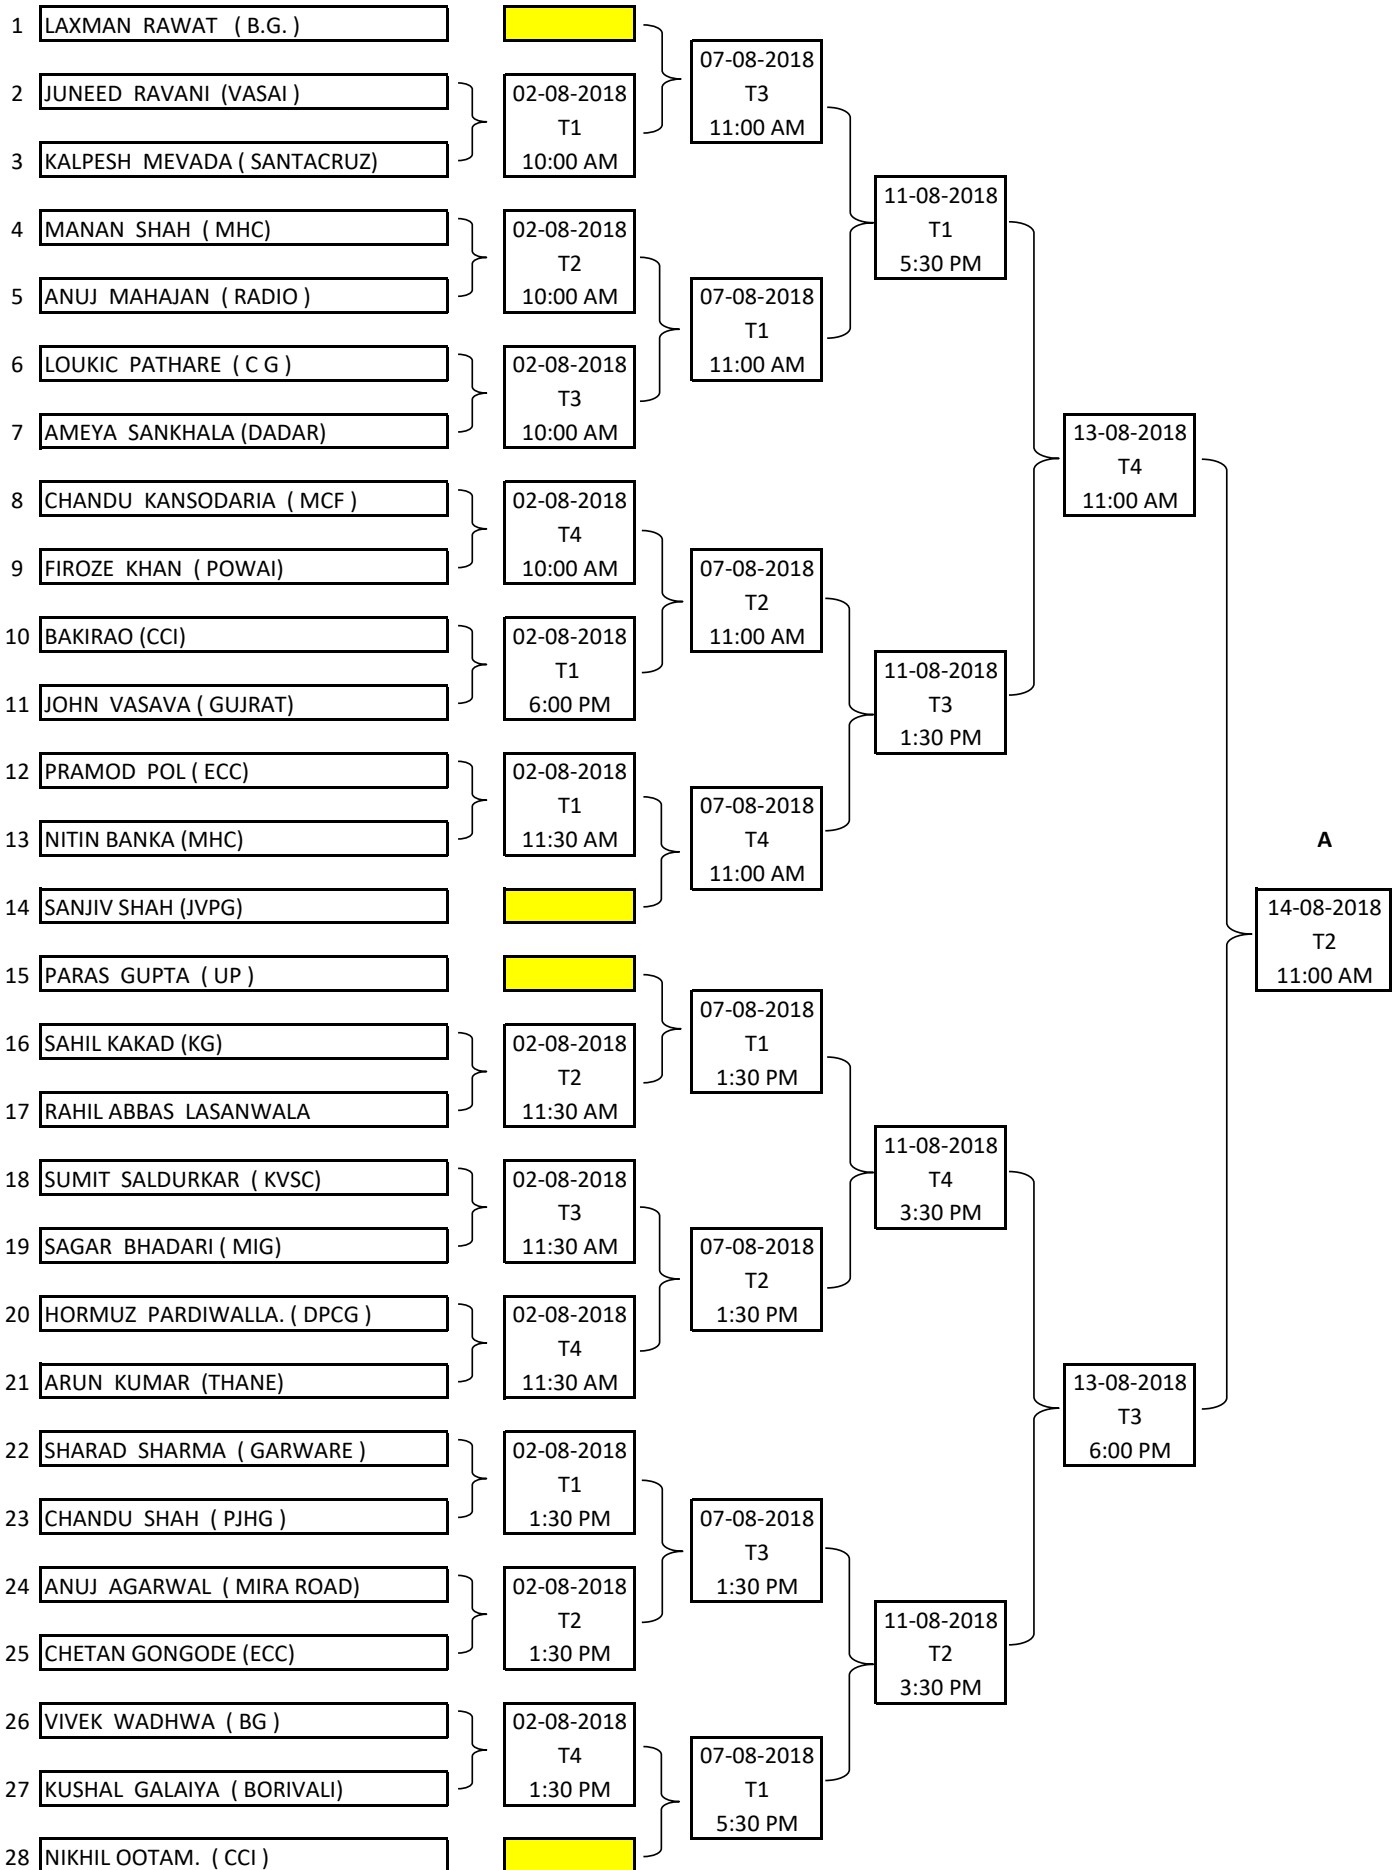 1 LAXMAN RAWAT ( B.G. )
07-08-2018
T3
11:00 AM
2 JUNEED RAVANI (VASAI )
02-08-2018
T1
10:00 AM
3 KALPESH MEVADA ( SANTACRUZ)
11-08-2018
T1
5:30 PM
4 MANAN SHAH ( MHC)
02-08-2018
T2
10:00 AM
5 ANUJ MAHAJAN ( RADIO )
07-08-2018
T1
11:00 AM
6 LOUKIC PATHARE ( C G )
02-08-2018
T3
10:00 AM
7 AMEYA SANKHALA (DADAR)
13-08-2018
T4
11:00 AM
8 CHANDU KANSODARIA ( MCF )
02-08-2018
T4
10:00 AM
9 FIROZE KHAN ( POWAI)
07-08-2018
T2
11:00 AM
10 BAKIRAO (CCI)
02-08-2018
T1
6:00 PM
11 JOHN VASAVA ( GUJRAT)
11-08-2018
T3
1:30 PM
12 PRAMOD POL ( ECC)
02-08-2018
T1
11:30 AM
13 NITIN BANKA (MHC)
07-08-2018
T4
11:00 AM
A
14 SANJIV SHAH (JVPG)
14-08-2018
T2
11:00 AM
15 PARAS GUPTA ( UP )
07-08-2018
T1
1:30 PM
16 SAHIL KAKAD (KG)
02-08-2018
T2
11:30 AM
17 RAHIL ABBAS LASANWALA
11-08-2018
T4
3:30 PM
18 SUMIT SALDURKAR ( KVSC)
02-08-2018
T3
11:30 AM
19 SAGAR BHADARI ( MIG)
07-08-2018
T2
1:30 PM
20 HORMUZ PARDIWALLA. ( DPCG )
02-08-2018
T4
11:30 AM
21 ARUN KUMAR (THANE)
13-08-2018
T3
6:00 PM
22 SHARAD SHARMA ( GARWARE )
02-08-2018
T1
1:30 PM
23 CHANDU SHAH ( PJHG )
07-08-2018
T3
1:30 PM
24 ANUJ AGARWAL ( MIRA ROAD)
02-08-2018
T2
1:30 PM
25 CHETAN GONGODE (ECC)
11-08-2018
T2
3:30 PM
26 VIVEK WADHWA ( BG )
02-08-2018
T4
1:30 PM
27 KUSHAL GALAIYA ( BORIVALI)
07-08-2018
T1
5:30 PM
28 NIKHIL OOTAM. ( CCI )